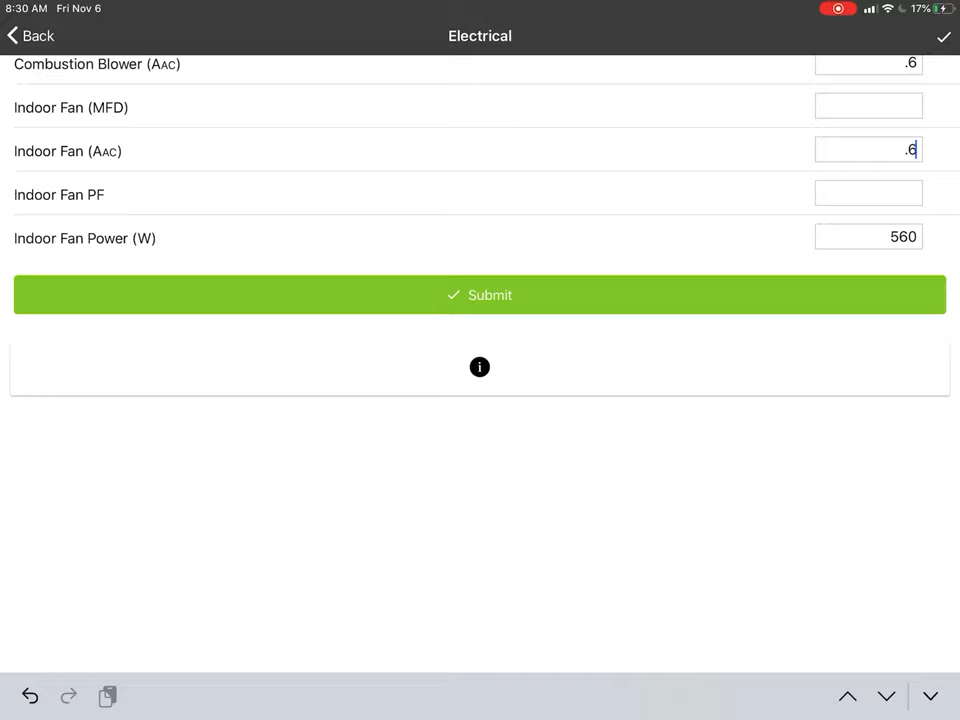 8:30 AM Fri Nov 6
17%
Back
Electrical
Combustion Blower (AAC)
.6
Indoor Fan (MFD)
Indoor Fan (AAC)
.6
Indoor Fan PF
Indoor Fan Power (W)
560
Submit
i